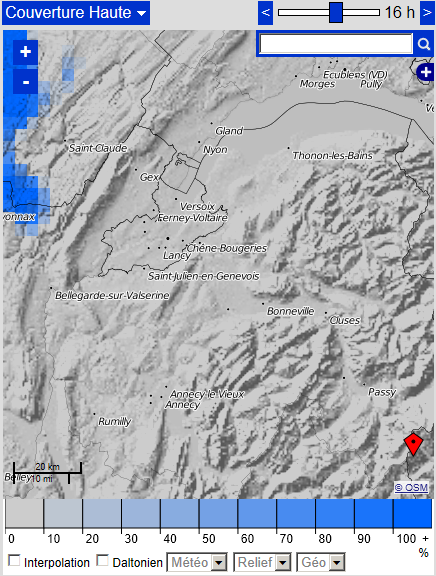 Couverture Haute
< 16 h >
+
-
+
Ecublens (VD)
Morges
Pully
Gland
Nyon
Saint-Claude
Thonon-les-Bains
Gex
Versoix
yonnax
Ferney-Voltaire
Chêne-Bougeries
Lancy
Saint-Julien-en-Genevois
Bellegarde-sur-Valserine
Bonneville
Cluses
Annecy le Vieux
Passy
Annecy
Rumilly
20 km
10 mi
Belley
© OSM
0 10 20 30 40 50 60 70 80 90 100 +
%
Interpolation Daltonien Météo Relief Géo